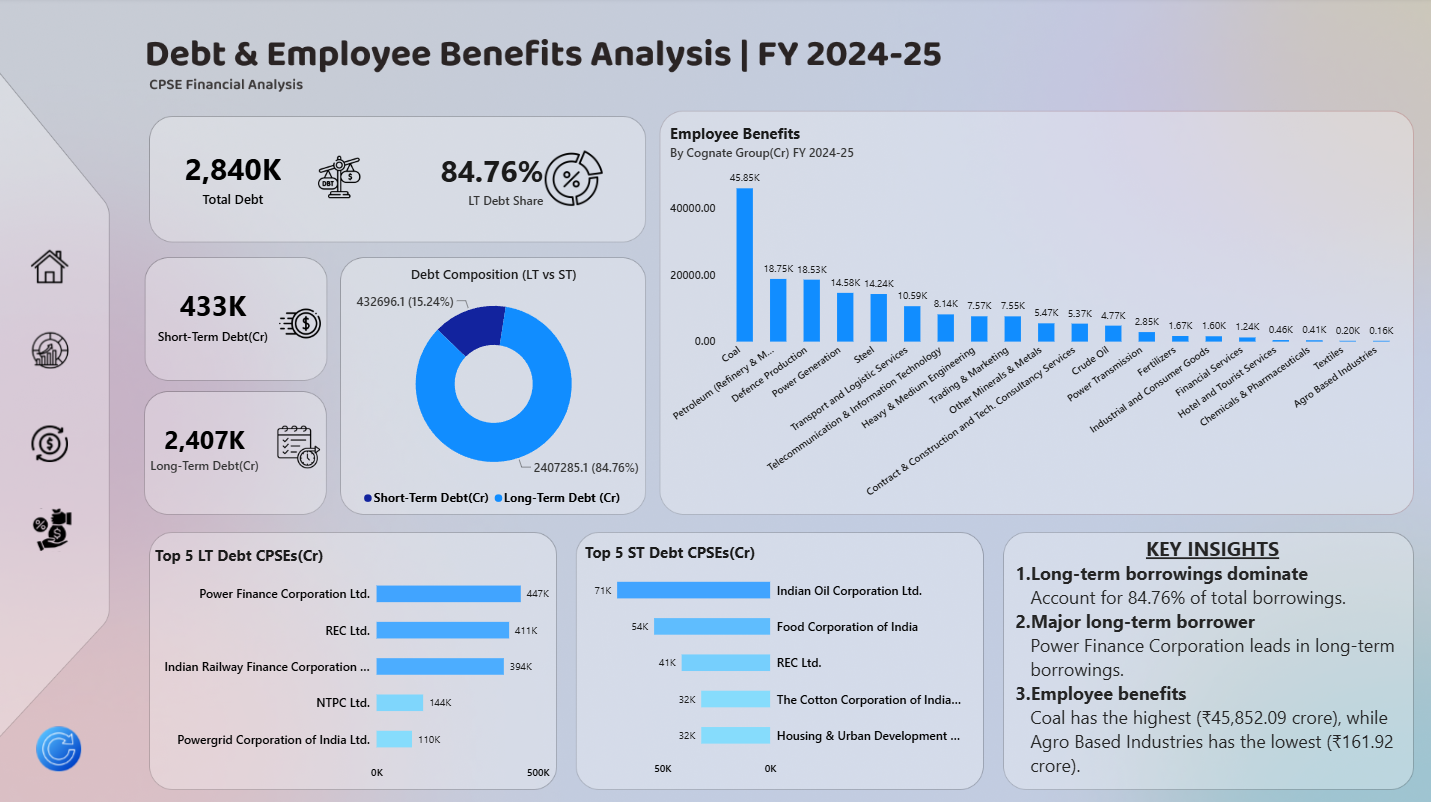 Debt & Employee Benefits Analysis | FY 2024-25
CPSE Financial Analysis
2,840K
Total Debt
DBT
$
84.76%
LT Debt Share
%
433K
Short-Term Debt(Cr)
$
2,407K
Long-Term Debt(Cr)
Debt Composition (LT vs ST)
432696.1 (15.24%)
2407285.1 (84.76%)
Short-Term Debt(Cr) Long-Term Debt (Cr)
Employee Benefits
By Cognate Group(Cr) FY 2024-25
40000.00
20000.00
0.00
45.85K
18.75K
18.53K
14.58K
14.24K
10.59K
8.14K
7.57K
7.55K
5.47K
5.37K
4.77K
2.85K
1.67K
1.60K
1.24K
0.46K
0.41K
0.20K
0.16K
Coal
Petroleum (Refinery & M...
Defence Production
Power Generation
Steel
Transport and Logistic Services
Telecommunication & Information Technology
Heavy & Medium Engineering
Trading & Marketing
Other Minerals & Metals
Contract & Construction and Tech. Consultancy Services
Crude Oil
Power Transmission
Fertilizers
Industrial and Consumer Goods
Financial Services
Hotel and Tourist Services
Chemicals & Pharmaceuticals
Textiles
Agro Based Industries
$
%
$
Top 5 LT Debt CPSEs(Cr)
Power Finance Corporation Ltd. 447K
REC Ltd. 411K
Indian Railway Finance Corporation ... 394K
NTPC Ltd. 144K
Powergrid Corporation of India Ltd. 110K
0K 500K
Top 5 ST Debt CPSEs(Cr)
71K Indian Oil Corporation Ltd.
54K Food Corporation of India
41K REC Ltd.
32K The Cotton Corporation of India...
32K Housing & Urban Development ...
50K 0K
KEY INSIGHTS
1.Long-term borrowings dominate
Account for 84.76% of total borrowings.
2.Major long-term borrower
Power Finance Corporation leads in long-term
borrowings.
3.Employee benefits
Coal has the highest (₹45,852.09 crore), while
Agro Based Industries has the lowest (₹161.92
crore).